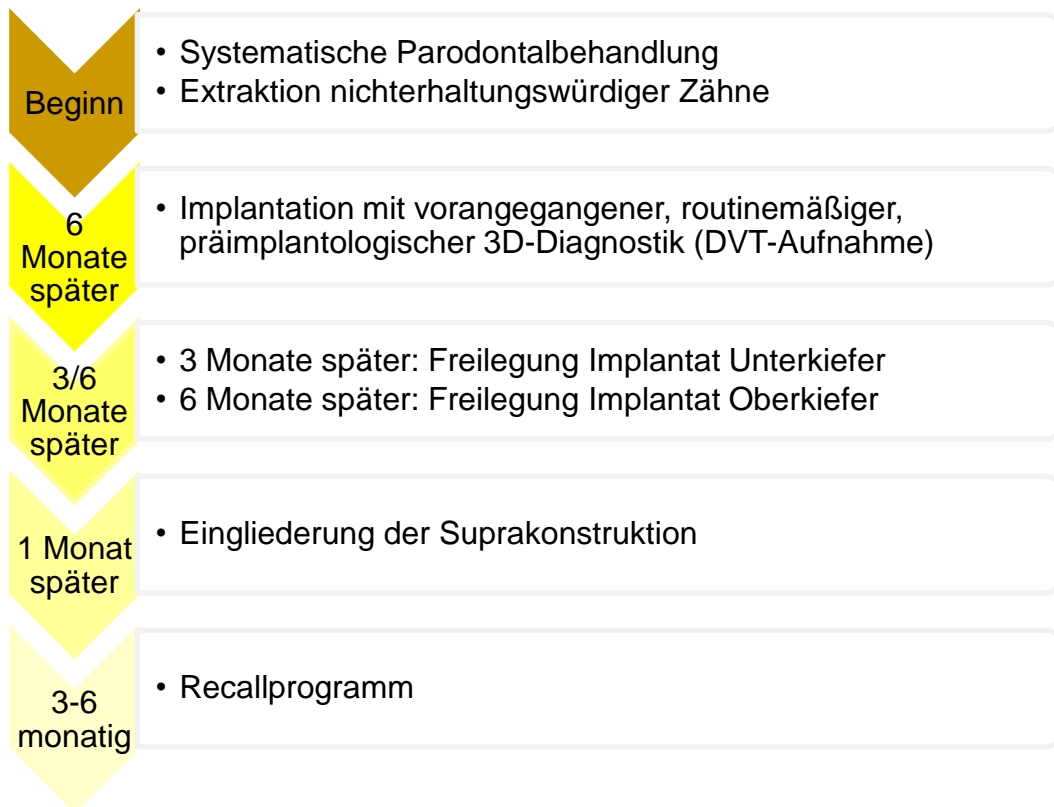 Beginn
• Systematische Parodontalbehandlung
• Extraktion nichterhaltungswürdiger Zähne
6
Monate
später
• Implantation mit vorangegangener, routinemäßiger,
präimplantologischer 3D-Diagnostik (DVT-Aufnahme)
3/6
Monate
später
• 3 Monate später: Freilegung Implantat Unterkiefer
• 6 Monate später: Freilegung Implantat Oberkiefer
1 Monat
später
• Eingliederung der Suprakonstruktion
3-6
monatig
• Recallprogramm